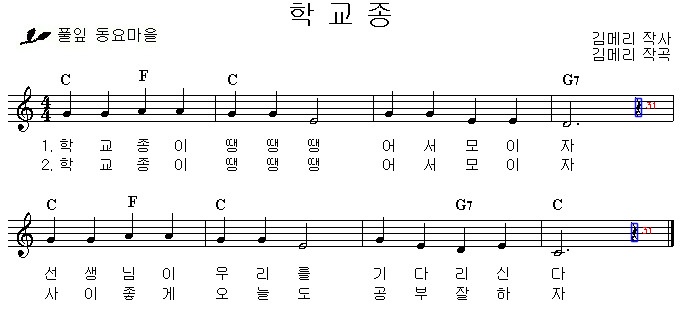 학 교 종
풀잎 동요마을
김메리 작사
김메리 작곡
C F C G7
4
4
1. 학 교 종 이 땡 땡 땡 어 서 모 이 자
2. 학 교 종 이 땡 땡 땡 어 서 모 이 자
C F C G7 C
선 생 님 이 우 리 를 기 다 리 신 다
사 이 좋 게 오 늘 도 공 부 잘 하 자